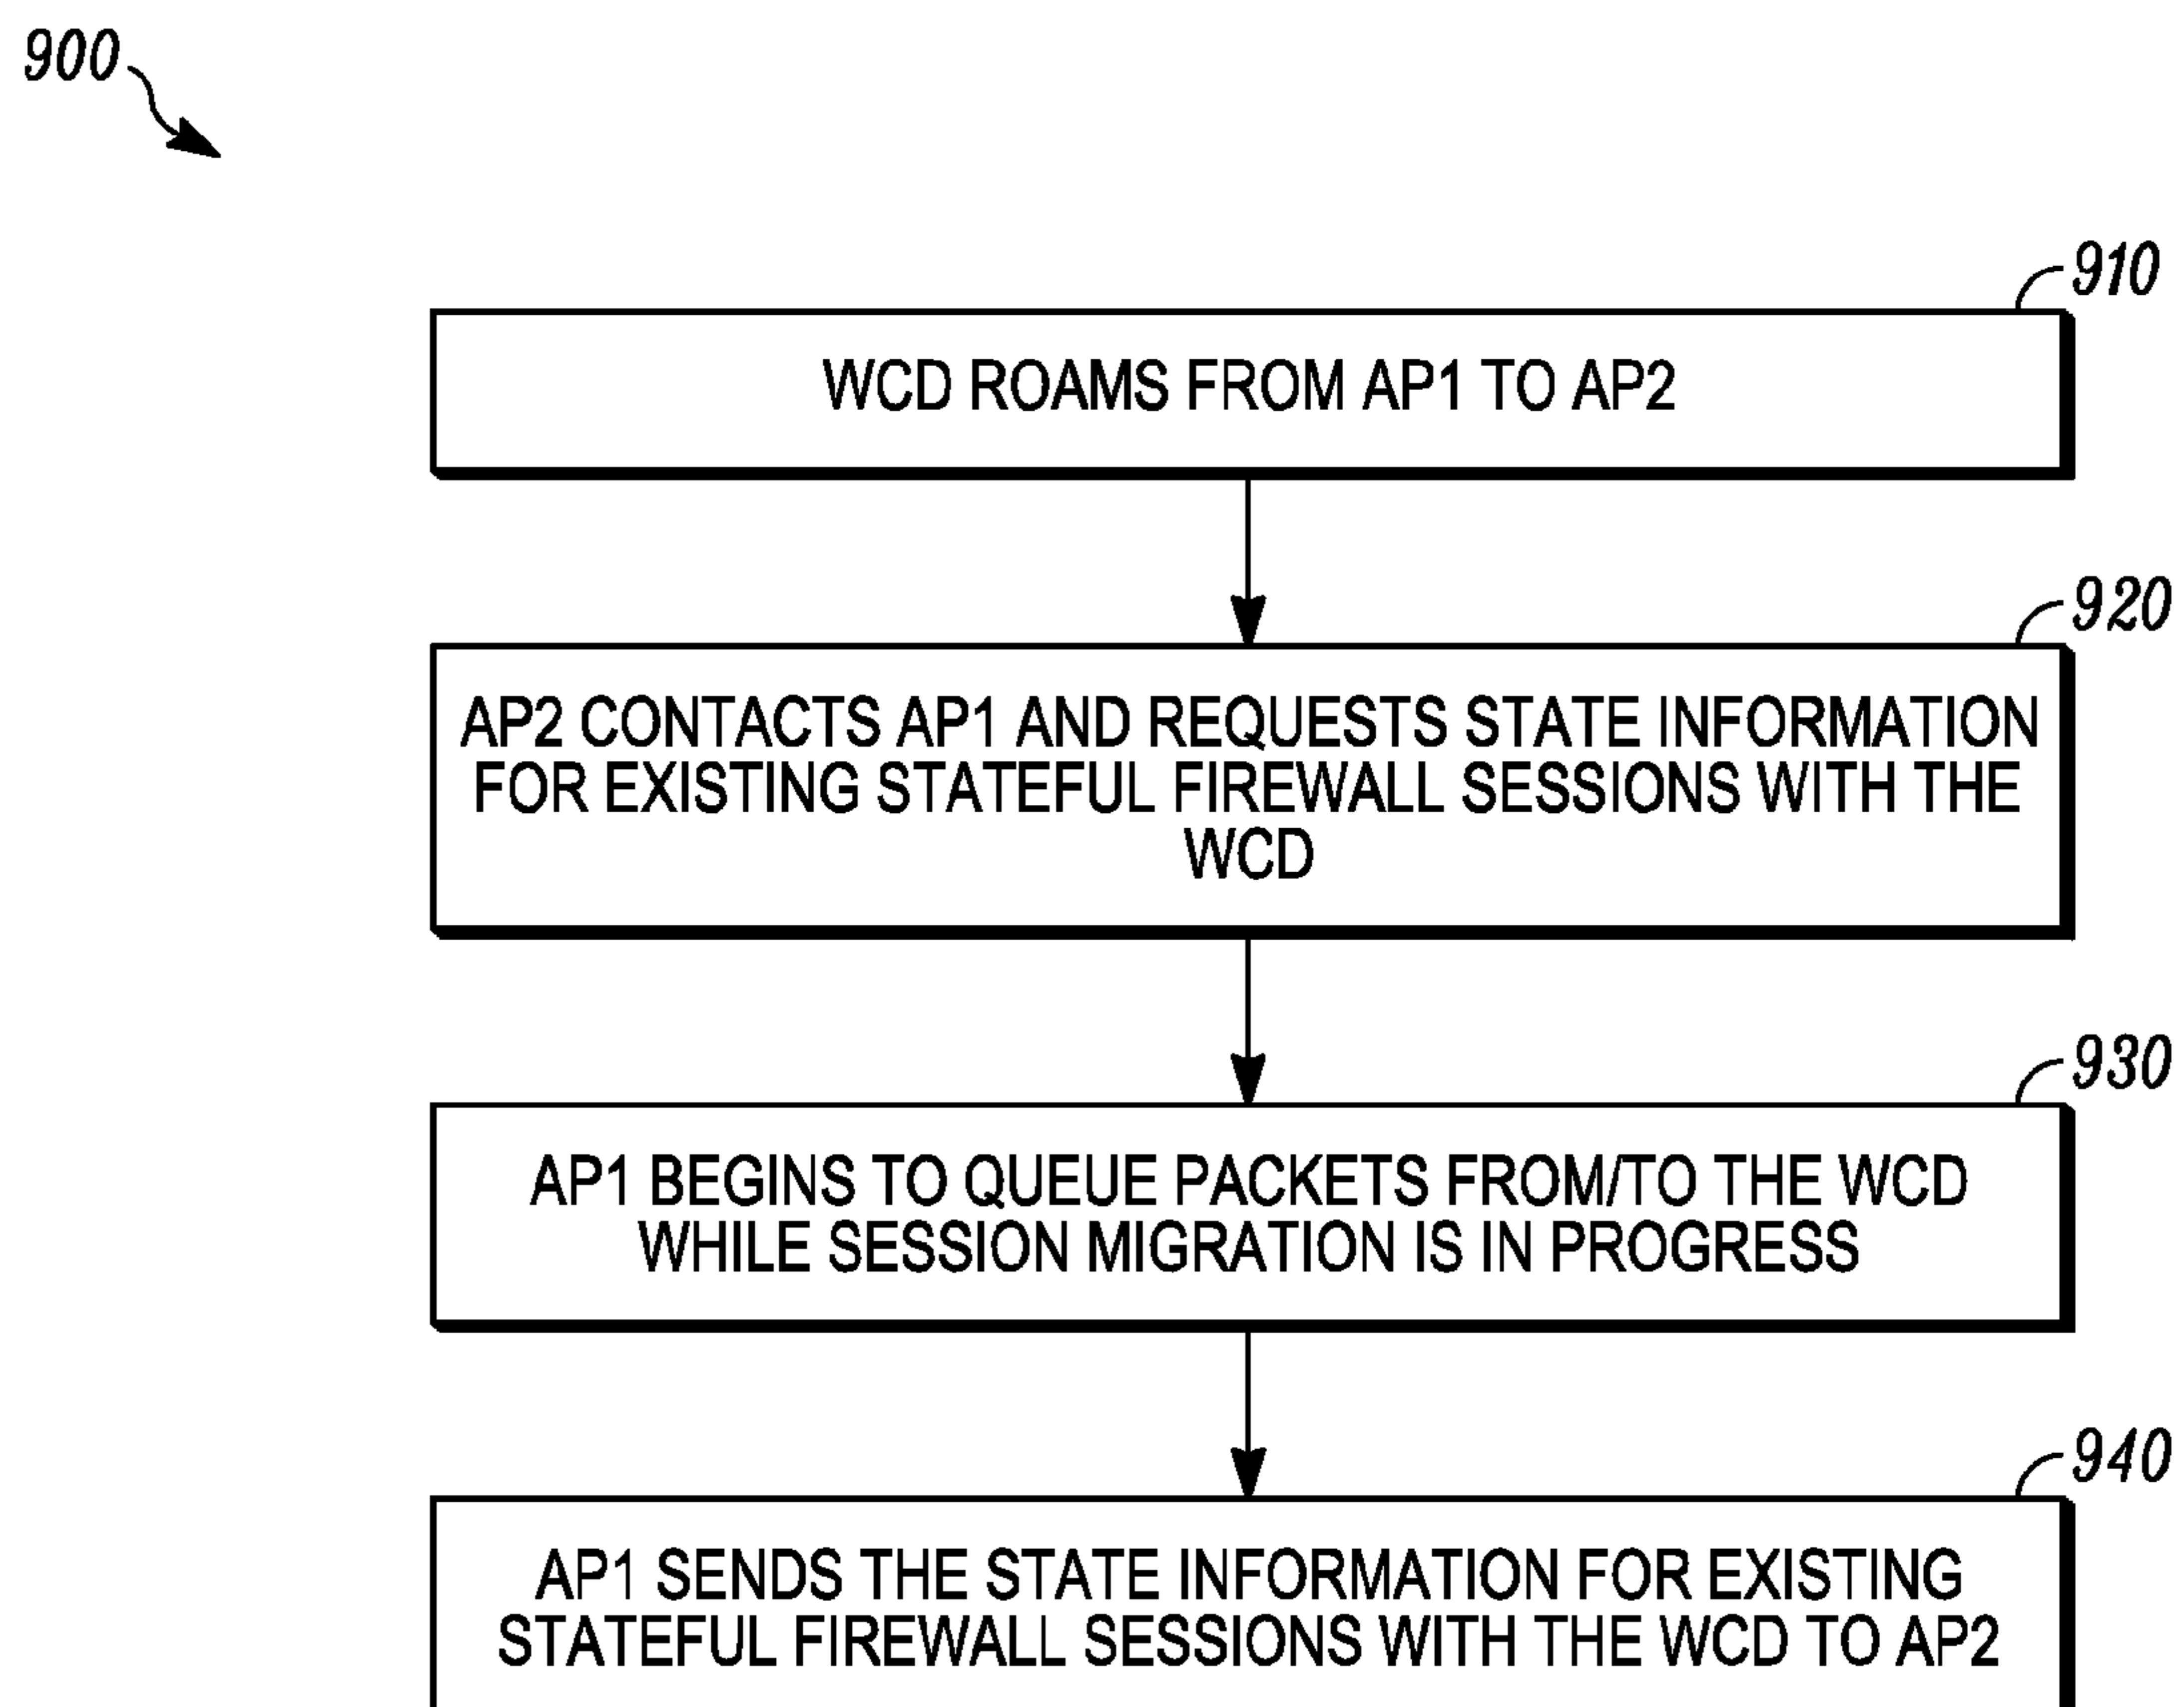 900
910
WCD ROAMS FROM AP1 TO AP2
920
AP2 CONTACTS AP1 AND REQUESTS STATE INFORMATION
FOR EXISTING STATEFUL FIREWALL SESSIONS WITH THE
WCD
930
AP1 BEGINS TO QUEUE PACKETS FROM/TO THE WCD
WHILE SESSION MIGRATION IS IN PROGRESS
940
AP1 SENDS THE STATE INFORMATION FOR EXISTING
STATEFUL FIREWALL SESSIONS WITH THE WCD TO AP2